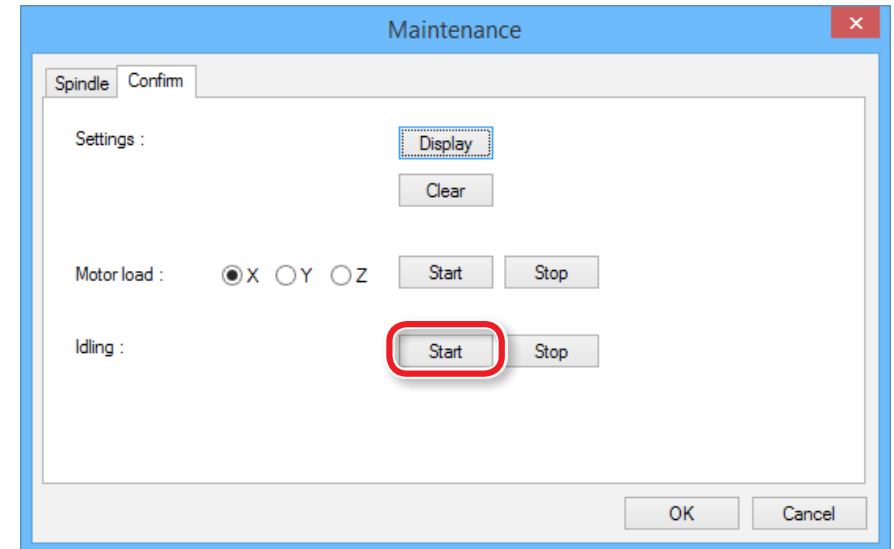 Maintenance
Spindle Confirm
Settings : Display
Clear
Motor load : X Y Z Start Stop
Idling : Start Stop
OK Cancel